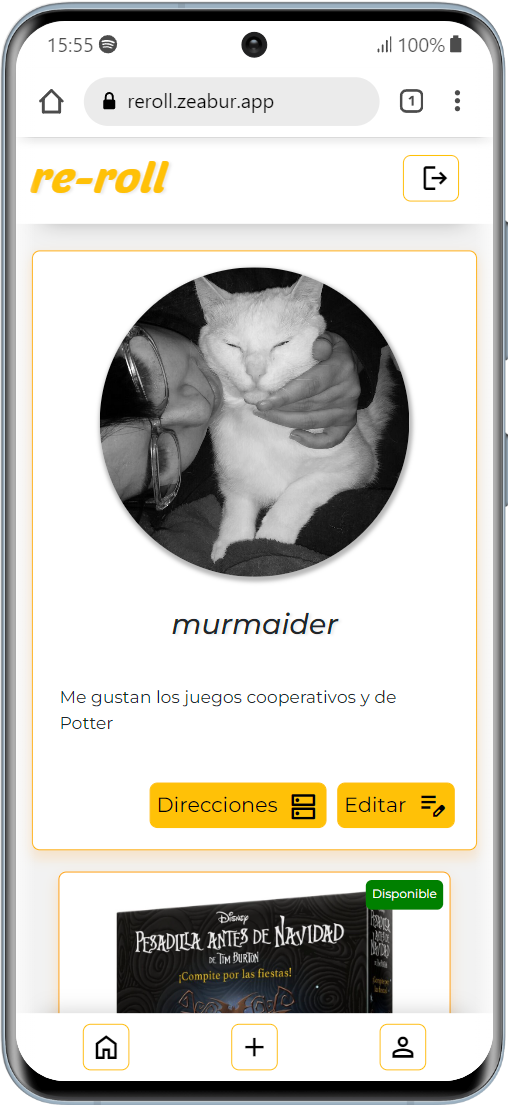 15:55 100%
reroll.zeabur.app 1
re-roll
murmaider
Me gustan los juegos cooperativos y de
Potter
Direcciones Editar
Disponible
Disney
PESADILLA ANTES DE NAVIDAD
DE TIM BURTON
¡Compite por las fiestas!